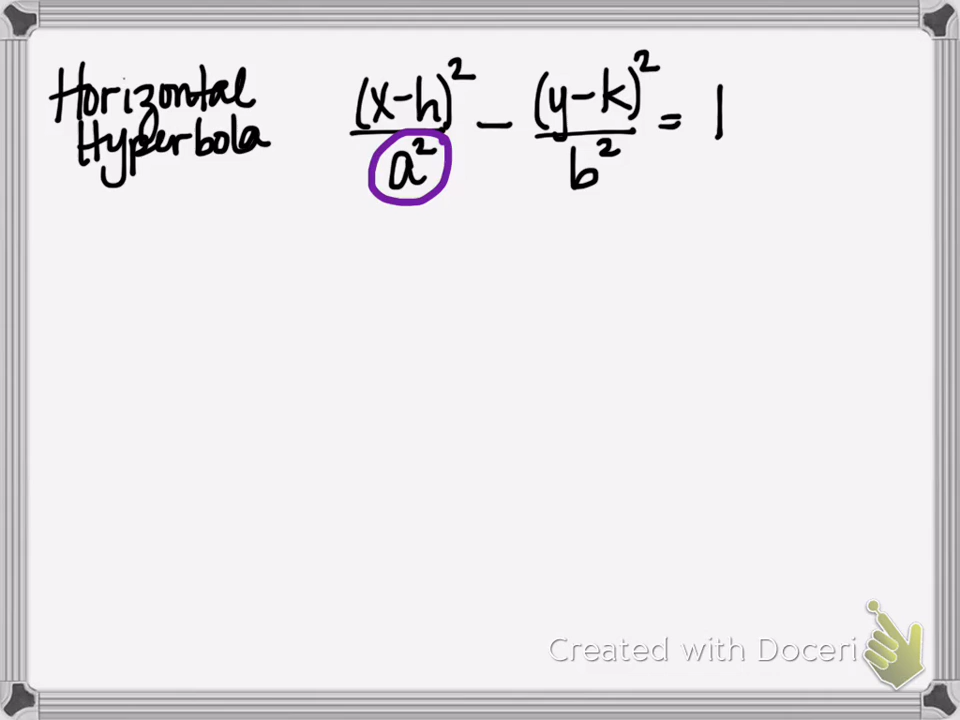 Horizontal
Hyperbola
(x-h)² / a² - (y-k)² / b² = 1
Created with Doceri